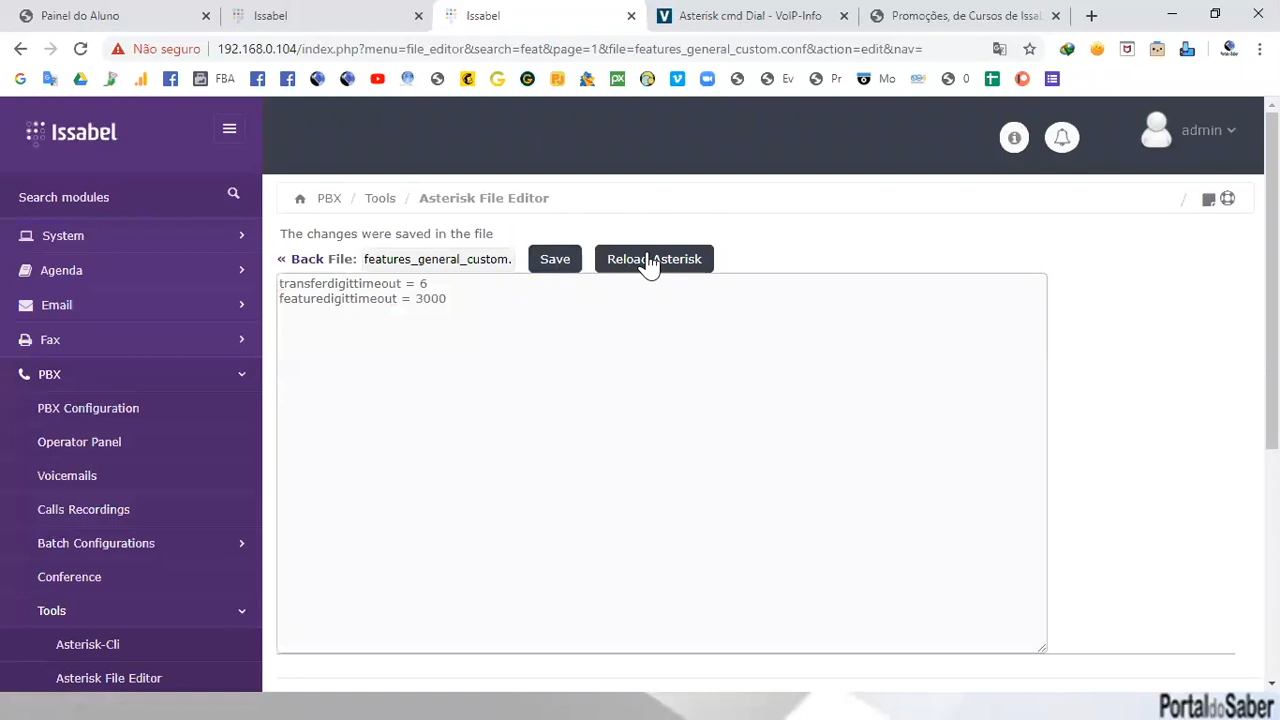 Painel do Aluno
Issabel
Issabel
Asterisk cmd Dial - VoIP-Info
Promoções, de Cursos de Issa
Não seguro
192.168.0.104/index.php?menu=file_editor&search=feat&page=1&file=features_general_custom.conf&action=edit&nav=
FBA
Ev
Pr
Mo
0
Issabel
admin
Search modules
PBX / Tools / Asterisk File Editor
System
The changes were saved in the file
« Back File: features_general_custom. Save Reload Asterisk
Agenda
transferdigittimeout = 6
featuredigittimeout = 3000
Email
Fax
PBX
PBX Configuration
Operator Panel
Voicemails
Calls Recordings
Batch Configurations
Conference
Tools
Asterisk-Cli
Asterisk File Editor
PortaldoSaber